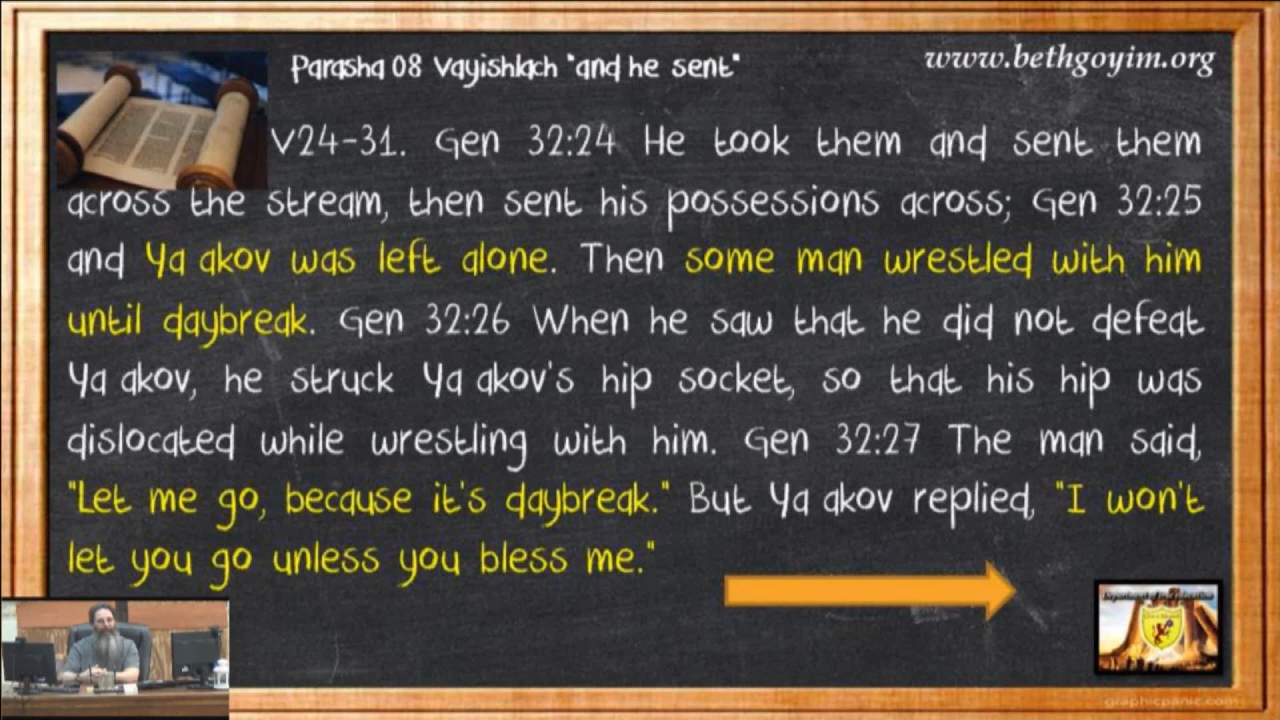 Parasha 08 Vayishlach "and he sent"
www.bethgoyim.org
V24-31. Gen 32:24 He took them and sent them
across the stream, then sent his possessions across; Gen 32:25
and Ya akov was left alone. Then some man wrestled with him
until daybreak. Gen 32:26 When he saw that he did not defeat
Ya akov, he struck Ya akov's hip socket, so that his hip was
dislocated while wrestling with him. Gen 32:27 The man said,
"Let me go, because it's daybreak." But Ya akov replied, "I won't
let you go unless you bless me."
graphicpanic.com